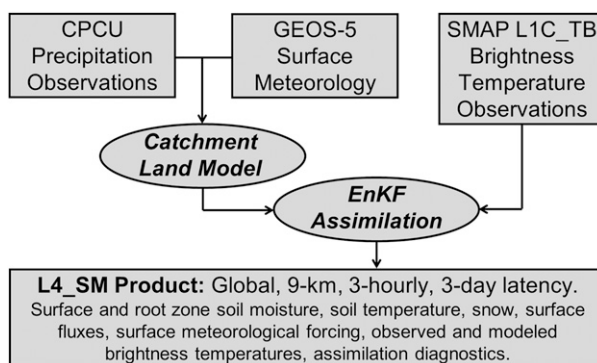 CPCU
Precipitation
Observations
GEOS-5
Surface
Meteorology
SMAP L1C_TB
Brightness
Temperature
Observations
Catchment
Land Model
EnKF
Assimilation
L4_SM Product: Global, 9-km, 3-hourly, 3-day latency.
Surface and root zone soil moisture, soil temperature, snow, surface
fluxes, surface meteorological forcing, observed and modeled
brightness temperatures, assimilation diagnostics.